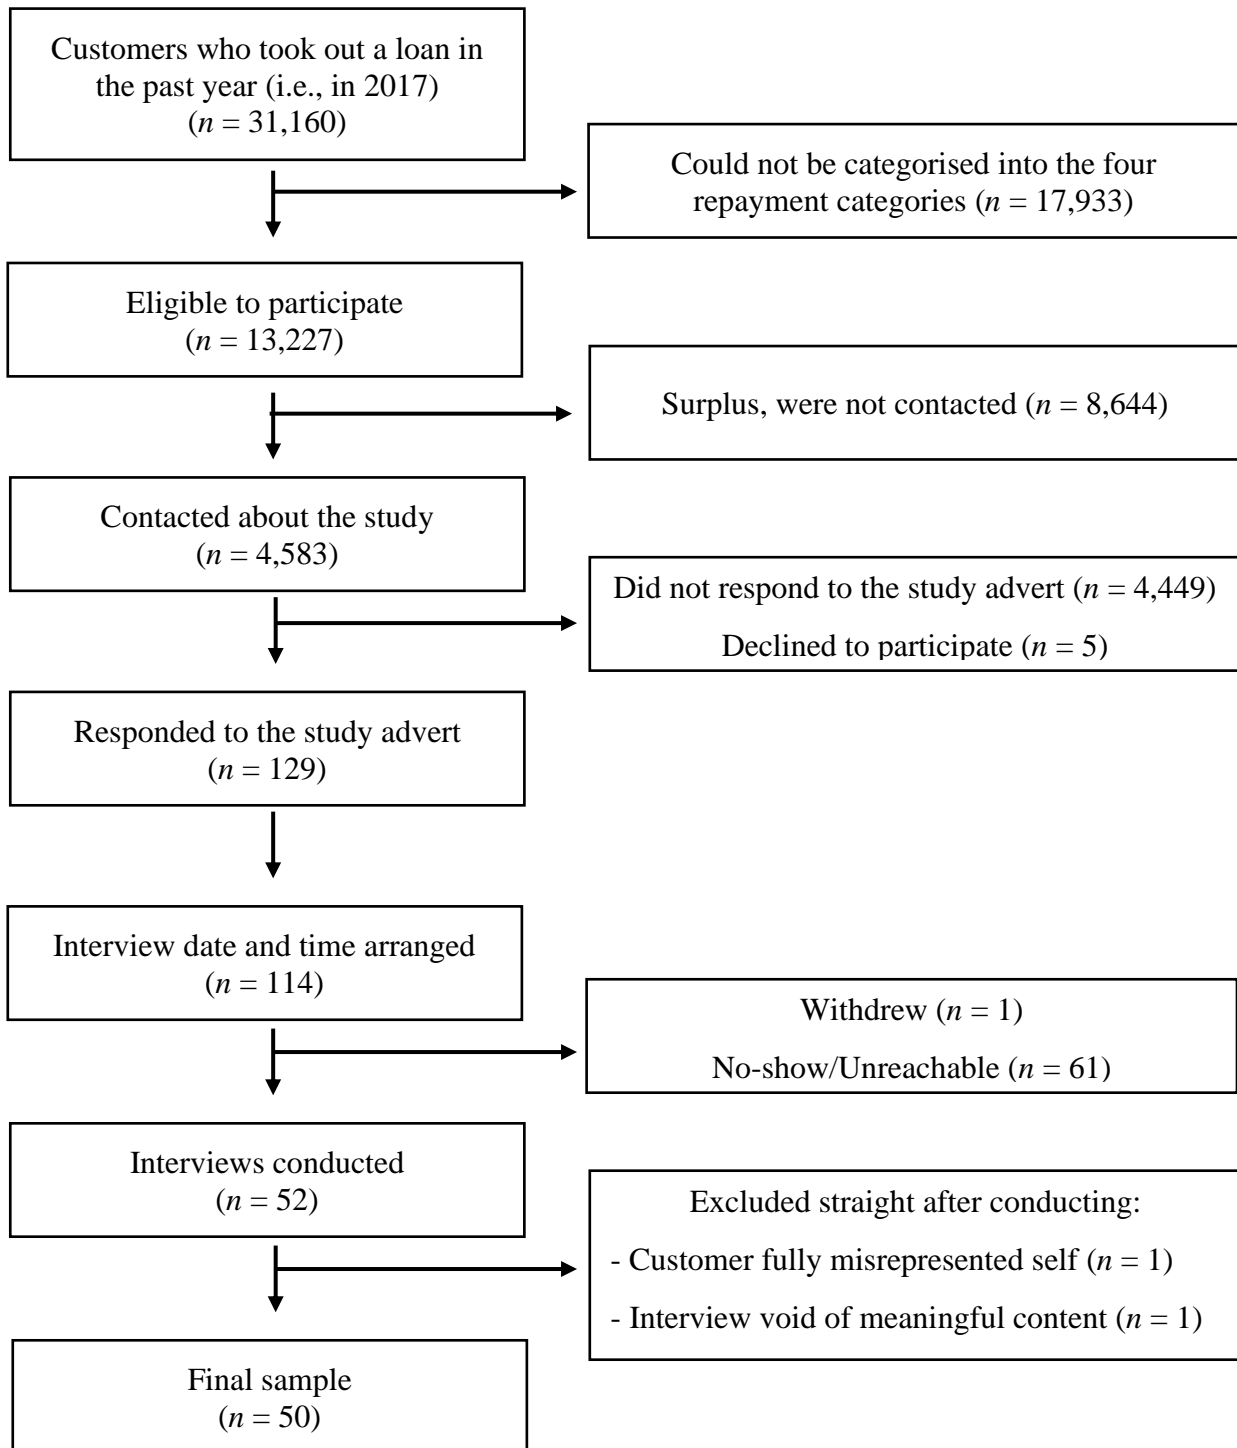 Customers who took out a loan in
the past year (i.e., in 2017)
(n = 31,160)
Could not be categorised into the four
repayment categories (n = 17,933)
Eligible to participate
(n = 13,227)
Surplus, were not contacted (n = 8,644)
Contacted about the study
(n = 4,583)
Did not respond to the study advert (n = 4,449)
Declined to participate (n = 5)
Responded to the study advert
(n = 129)
Interview date and time arranged
(n = 114)
Withdrew (n = 1)
No-show/Unreachable (n = 61)
Interviews conducted
(n = 52)
Excluded straight after conducting:
- Customer fully misrepresented self (n = 1)
- Interview void of meaningful content (n = 1)
Final sample
(n = 50)